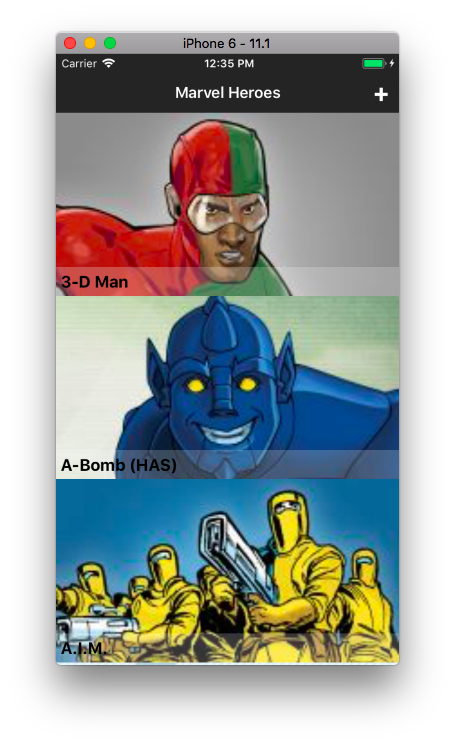 iPhone 6 - 11.1
Carrier 12:35 PM
Marvel Heroes +
3-D Man
A-Bomb (HAS)
A.I.M.